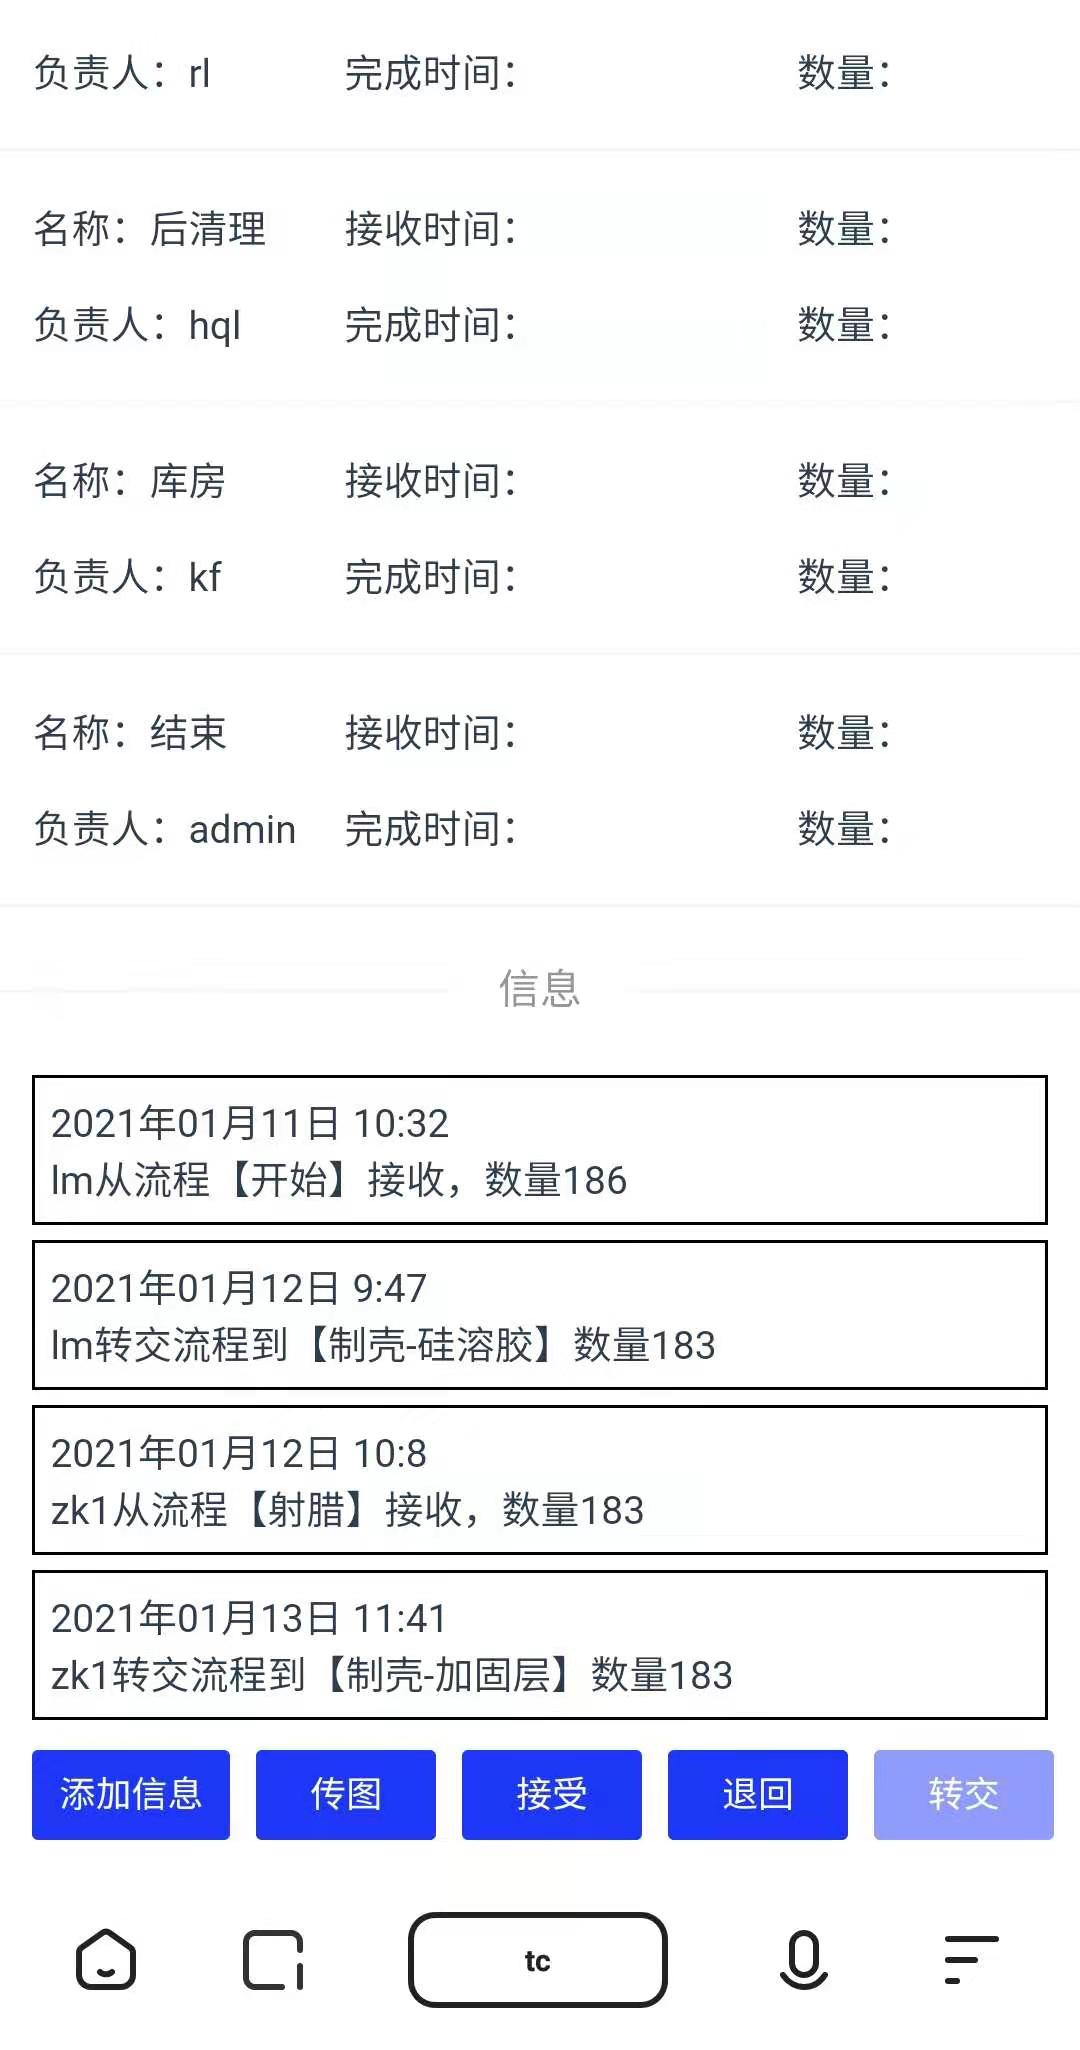 负责人：rl 完成时间： 数量：
名称：后清理 接收时间： 数量：
负责人：hql 完成时间： 数量：
名称：库房 接收时间： 数量：
负责人：kf 完成时间： 数量：
名称：结束 接收时间： 数量：
负责人：admin 完成时间： 数量：
信息
2021年01月11日 10:32
lm从流程【开始】接收，数量186
2021年01月12日 9:47
lm转交流程到【制壳-硅溶胶】数量183
2021年01月12日 10:8
zk1从流程【射腊】接收，数量183
2021年01月13日 11:41
zk1转交流程到【制壳-加固层】数量183
添加信息 传图 接受 退回 转交
tc